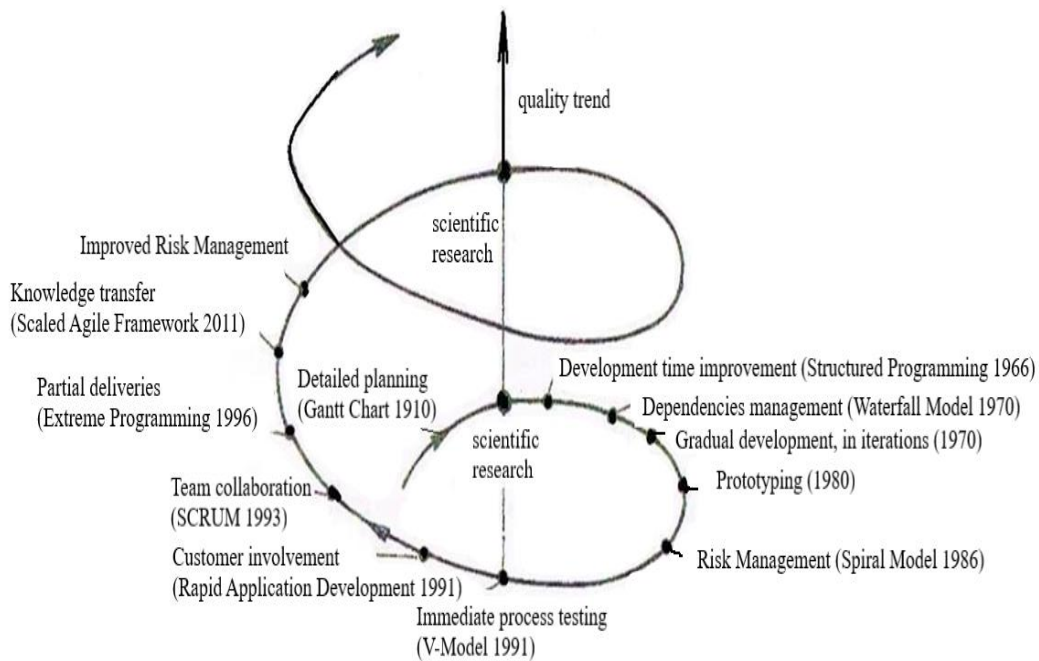 quality trend
scientific
research
Improved Risk Management
Knowledge transfer
(Scaled Agile Framework 2011)
Partial deliveries
(Extreme Programming 1996)
Detailed planning
(Gantt Chart 1910)
Development time improvement (Structured Programming 1966)
Dependencies management (Waterfall Model 1970)
Gradual development, in iterations (1970)
scientific
research
Prototyping (1980)
Team collaboration
(SCRUM 1993)
Customer involvement
(Rapid Application Development 1991)
Risk Management (Spiral Model 1986)
Immediate process testing
(V-Model 1991)